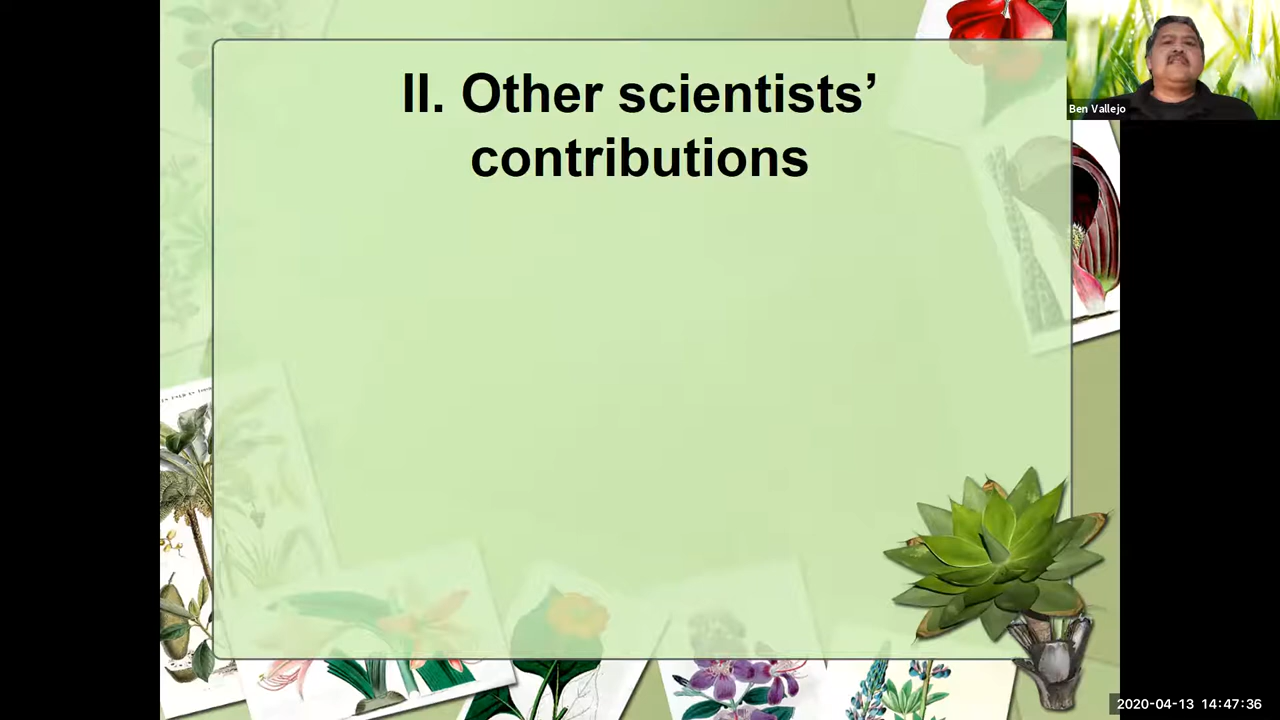 II. Other scientists’
contributions
Ben Vallejo
2020-04-13 14:47:36